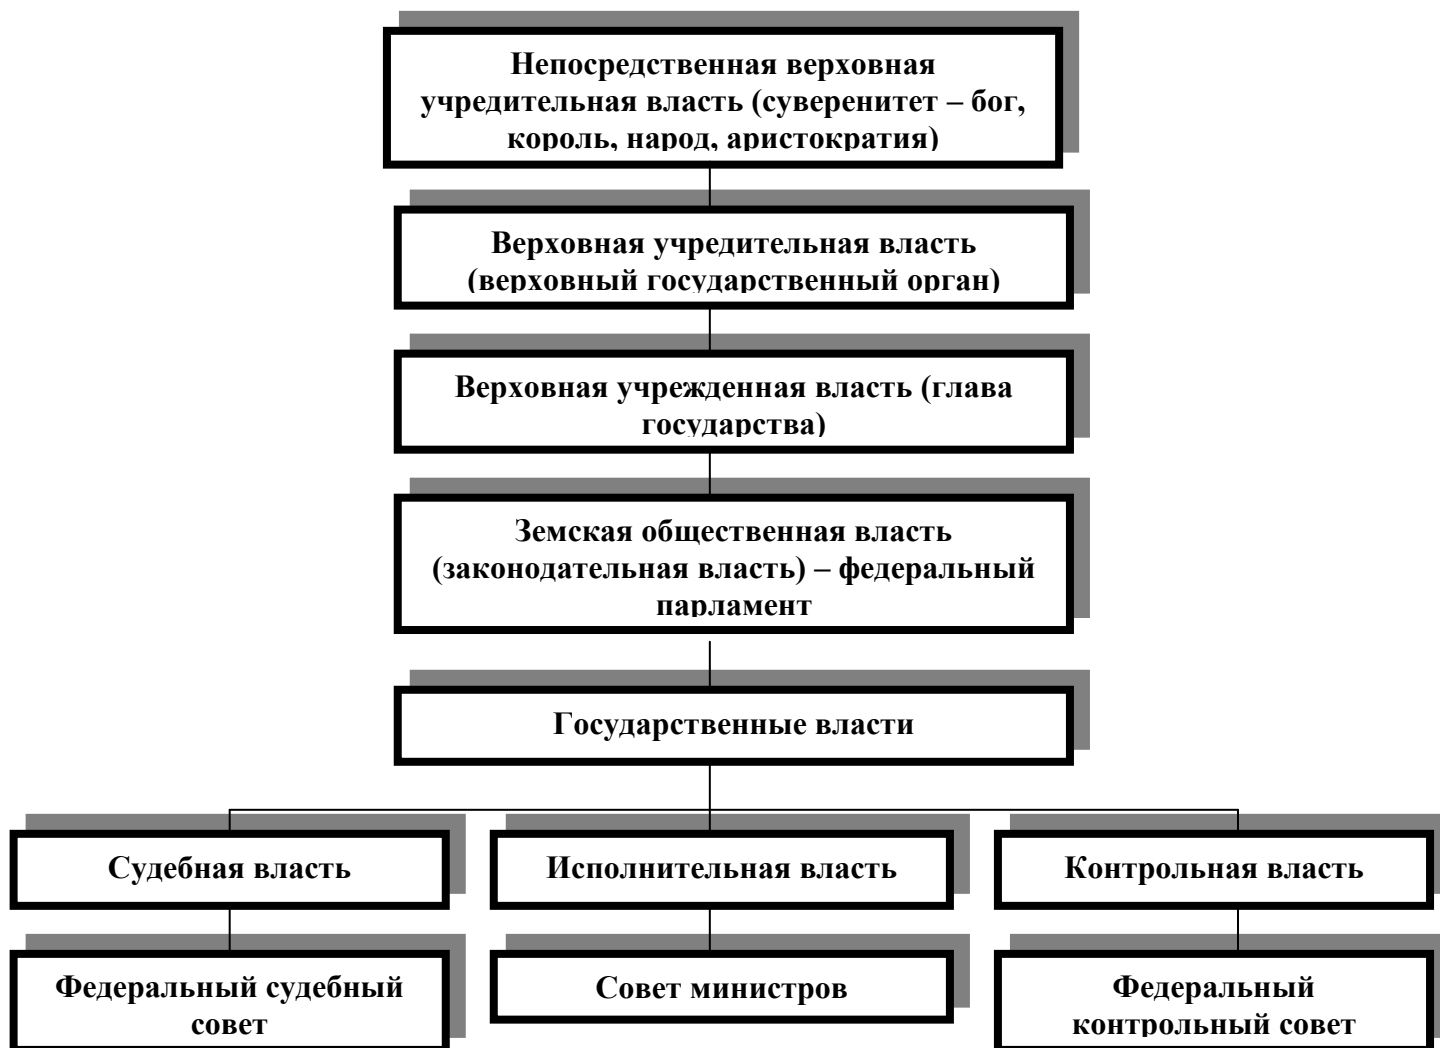 Непосредственная верховная
учредительная власть (суверенитет – бог,
король, народ, аристократия)
Верховная учредительная власть
(верховный государственный орган)
Верховная учрежденная власть (глава
государства)
Земская общественная власть
(законодательная власть) – федеральный
парламент
Государственные власти
Судебная власть
Исполнительная власть
Контрольная власть
Федеральный судебный
совет
Совет министров
Федеральный
контрольный совет